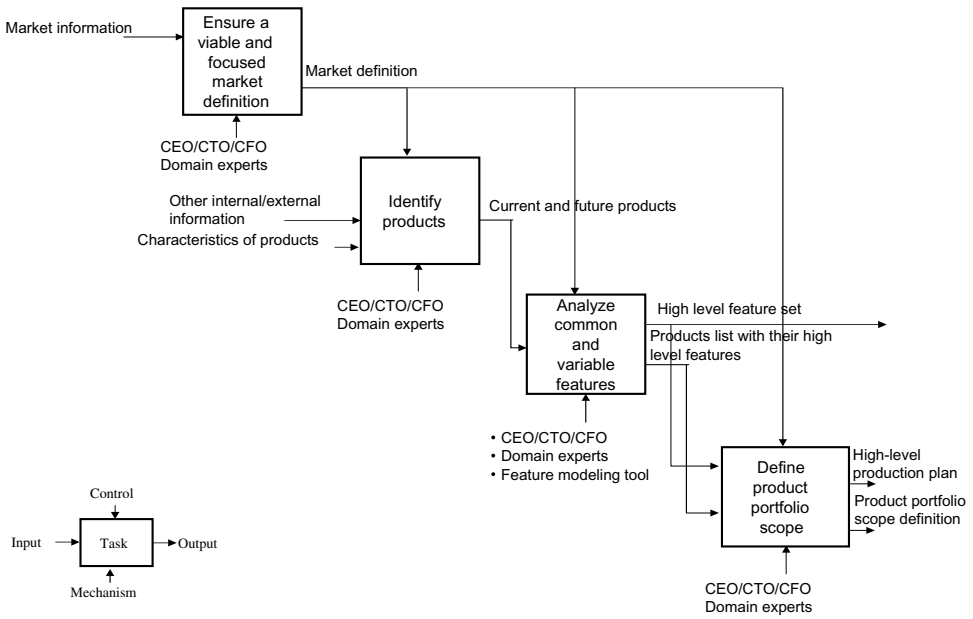 Market information
Ensure a
viable and
focused
market
definition
Market definition
CEO/CTO/CFO
Domain experts
Other internal/external
information
Characteristics of products
Identify
products
Current and future products
CEO/CTO/CFO
Domain experts
Analyze
common
and
variable
features
High level feature set
Products list with their high
level features
• CEO/CTO/CFO
• Domain experts
• Feature modeling tool
Define
product
portfolio
scope
High-level
production plan
Product portfolio
scope definition
CEO/CTO/CFO
Domain experts
Control
Input
Task
Output
Mechanism